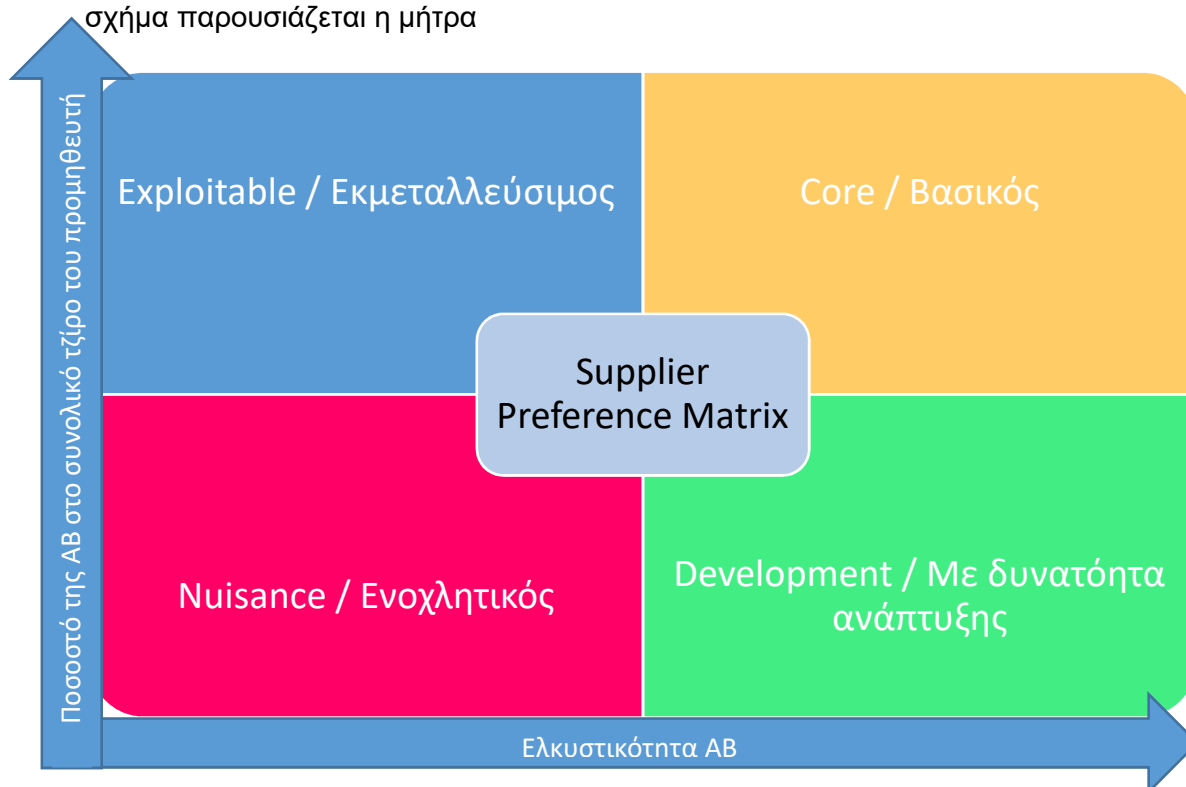 σχήμα παρουσιάζεται η μήτρα
Ποσοστό της ΑΒ στο συνολικό τζίρο του προμηθευτή
Exploitable / Εκμεταλλεύσιμος
Core / Βασικός
Supplier
Preference Matrix
Nuisance / Ενοχλητικός
Development / Με δυνατόητα
ανάπτυξης
Ελκυστικότητα ΑΒ